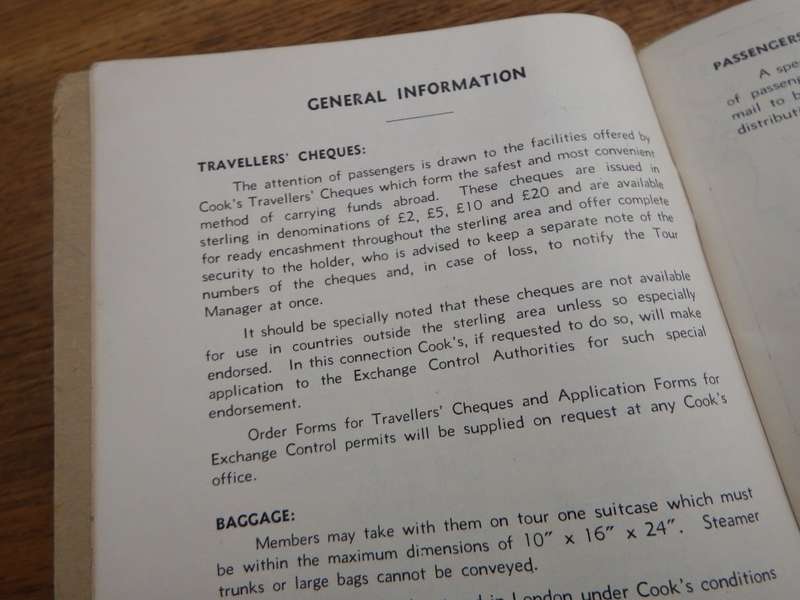 GENERAL INFORMATION
TRAVELLERS' CHEQUES:
The attention of passengers is drawn to the facilities offered by
Cook's Travellers' Cheques which form the safest and most convenient
method of carrying funds abroad. These cheques are issued in
sterling in denominations of £2, £5, £10 and £20 and are available
for ready encashment throughout the sterling area and offer complete
security to the holder, who is advised to keep a separate note of the
numbers of the cheques and, in case of loss, to notify the Tour
Manager at once.
It should be specially noted that these cheques are not available
for use in countries outside the sterling area unless so especially
endorsed. In this connection Cook's, if requested to do so, will make
application to the Exchange Control Authorities for such special
endorsement.
Order Forms for Travellers' Cheques and Application Forms for
Exchange Control permits will be supplied on request at any Cook's
office.
BAGGAGE:
Members may take with them on tour one suitcase which must
be within the maximum dimensions of 10" x 16" x 24". Steamer
trunks or large bags cannot be conveyed.
in London under Cook's conditions
PASSENGERS
A spe
of passeng
mail to b
distributi